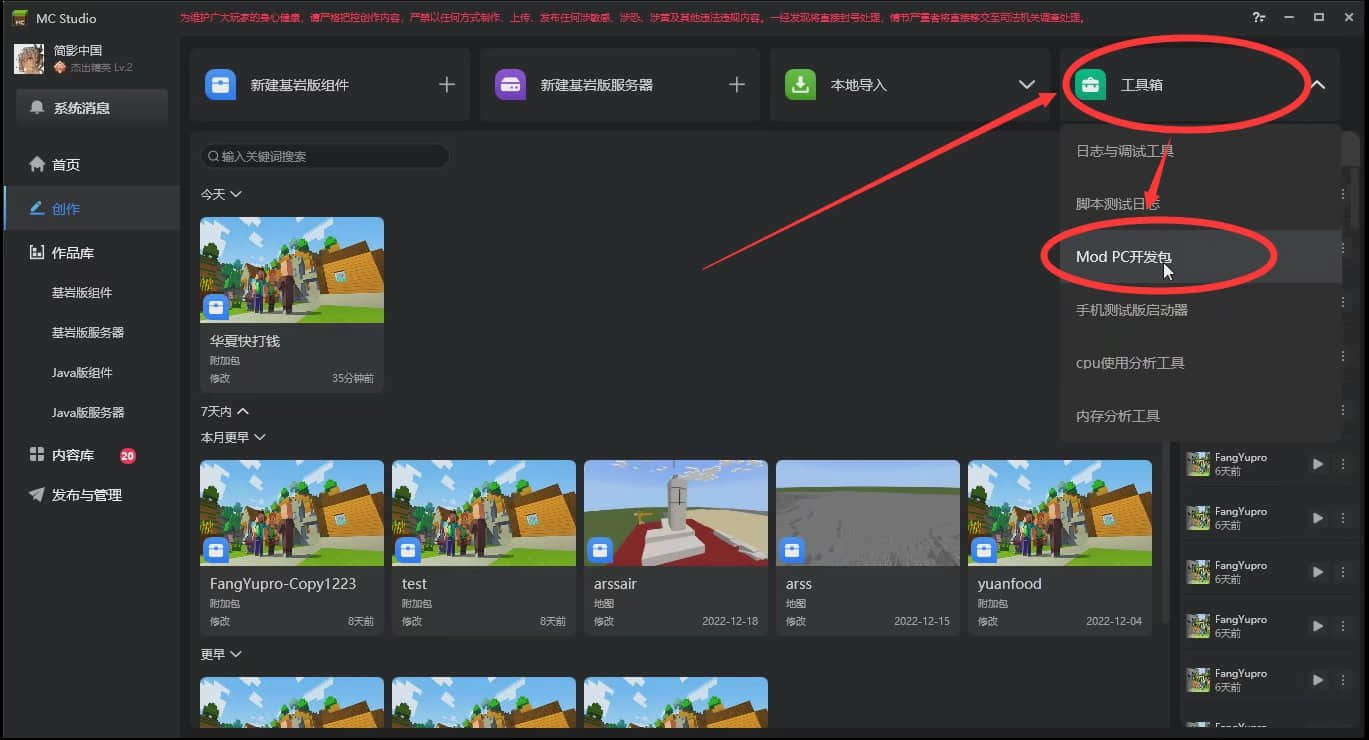 MC Studio
为维护广大玩家的身心健康，请严格把控创作内容，严禁以任何方式制作、上传、发布任何涉敏感、涉恐、涉黄及其他违法违规内容。一经发现将直接封号处理，情节严重者将直接移交至司法机关调查处理。
简影中国
杰出精英 Lv.2
系统消息
首页
创作
作品库
基岩版组件
基岩版服务器
Java版组件
Java版服务器
内容库
20
发布与管理
新建基岩版组件
新建基岩版服务器
本地导入
工具箱
日志与调试工具
脚本测试日志
Mod PC开发包
手机测试版启动器
cpu使用分析工具
内存分析工具
输入关键词搜索
今天
华夏快打钱
附加包
修改
35分钟前
7天内
本月更早
FangYupro-Copy1223
附加包
修改
8天前
test
附加包
修改
8天前
arssair
地图
修改
2022-12-18
arss
地图
修改
2022-12-15
yuanfood
附加包
修改
2022-12-04
更早
FangYupro
6天前
FangYupro
6天前
FangYupro
6天前
FangYupro
6天前
FangYupro
6天前
FangYupro